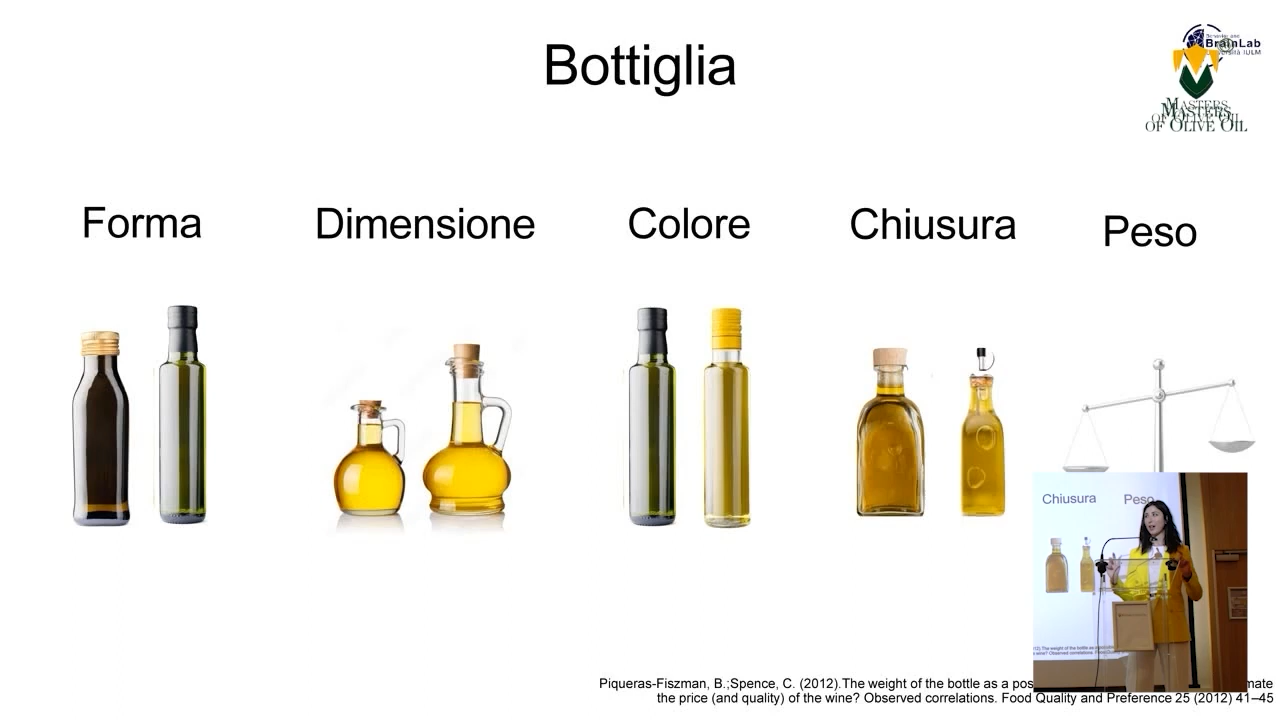 Bottiglia
BrainLab
MASTERS
OF OLIVE OIL
Forma
Dimensione
Colore
Chiusura
Peso
Chiusura
Peso
Piqueras-Fiszman, B.;Spence, C. (2012).The weight of the bottle as a pos
mate
the price (and quality) of the wine? Observed correlations. Food Quality and Preference 25 (2012) 41–45